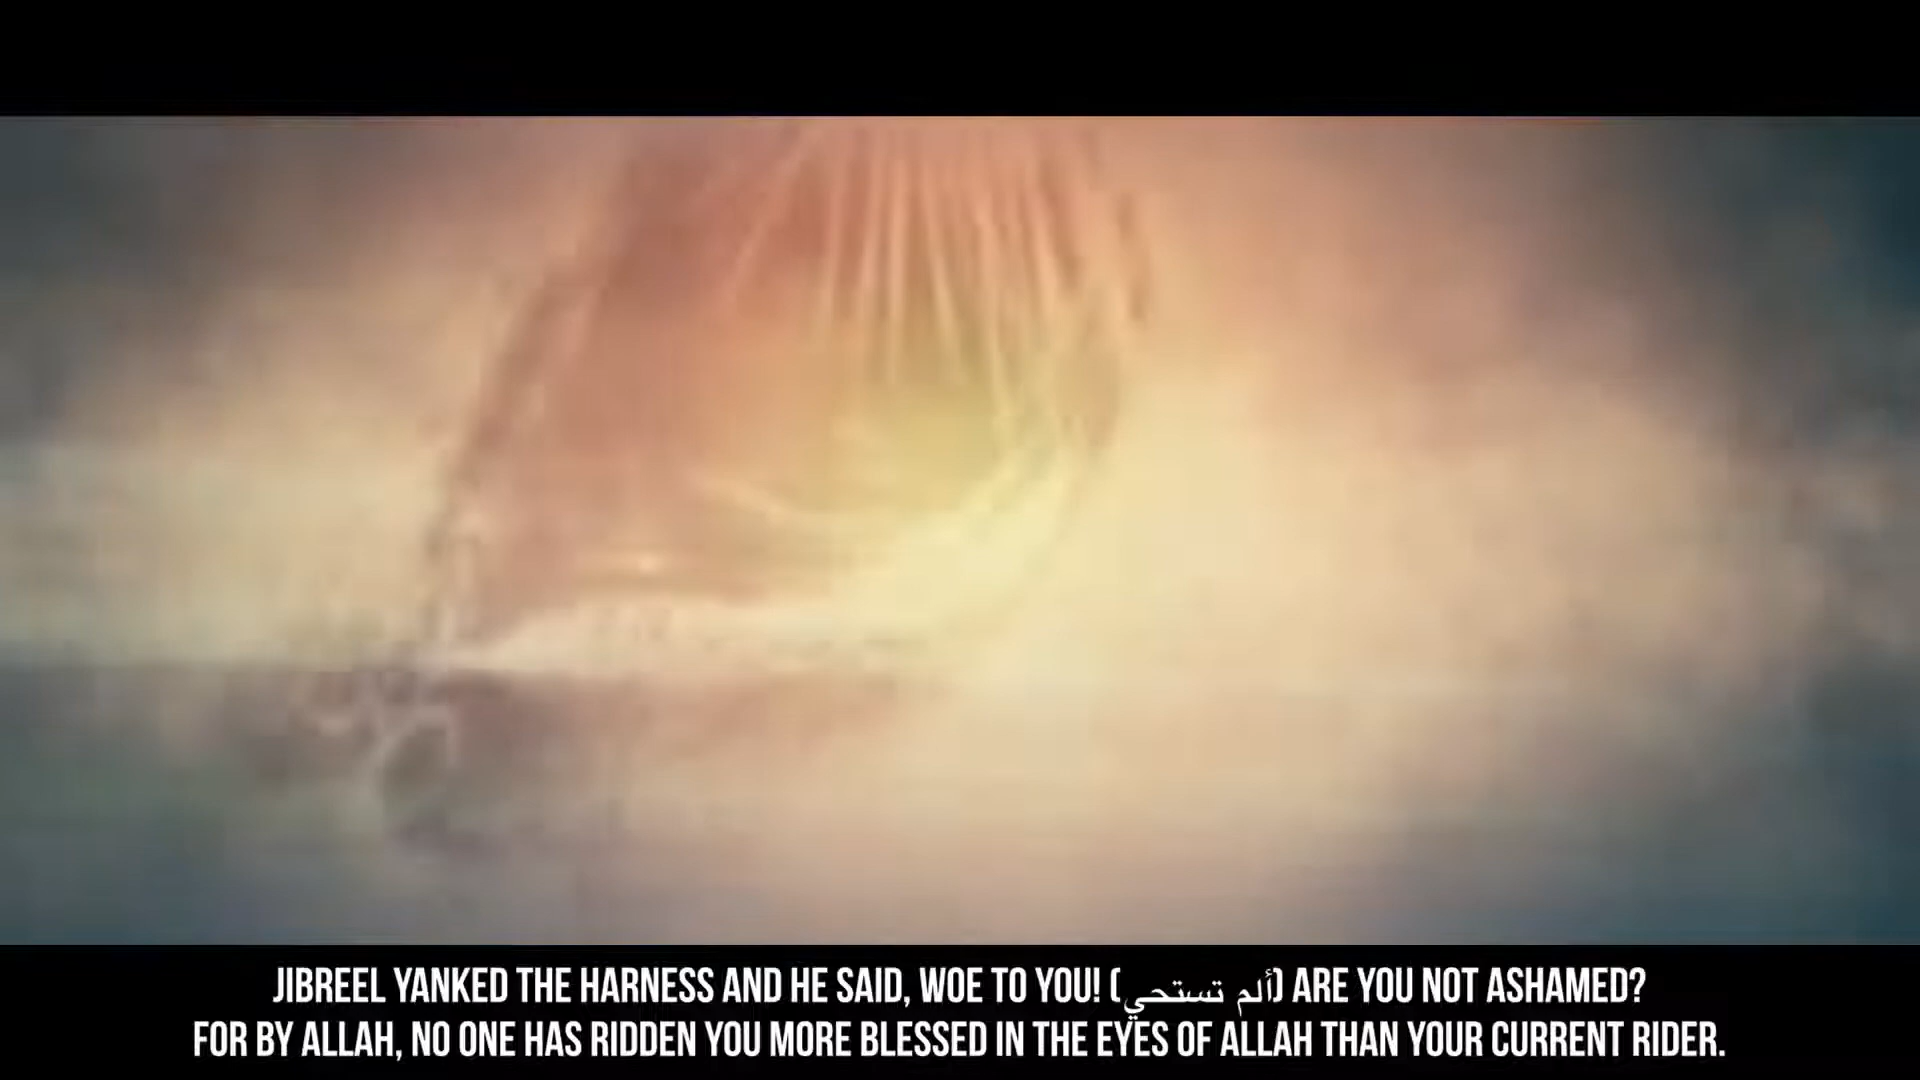 JIBREEL YANKED THE HARNESS AND HE SAID, WOE TO YOU! (ألم تستحي) ARE YOU NOT ASHAMED?
FOR BY ALLAH, NO ONE HAS RIDDEN YOU MORE BLESSED IN THE EYES OF ALLAH THAN YOUR CURRENT RIDER.